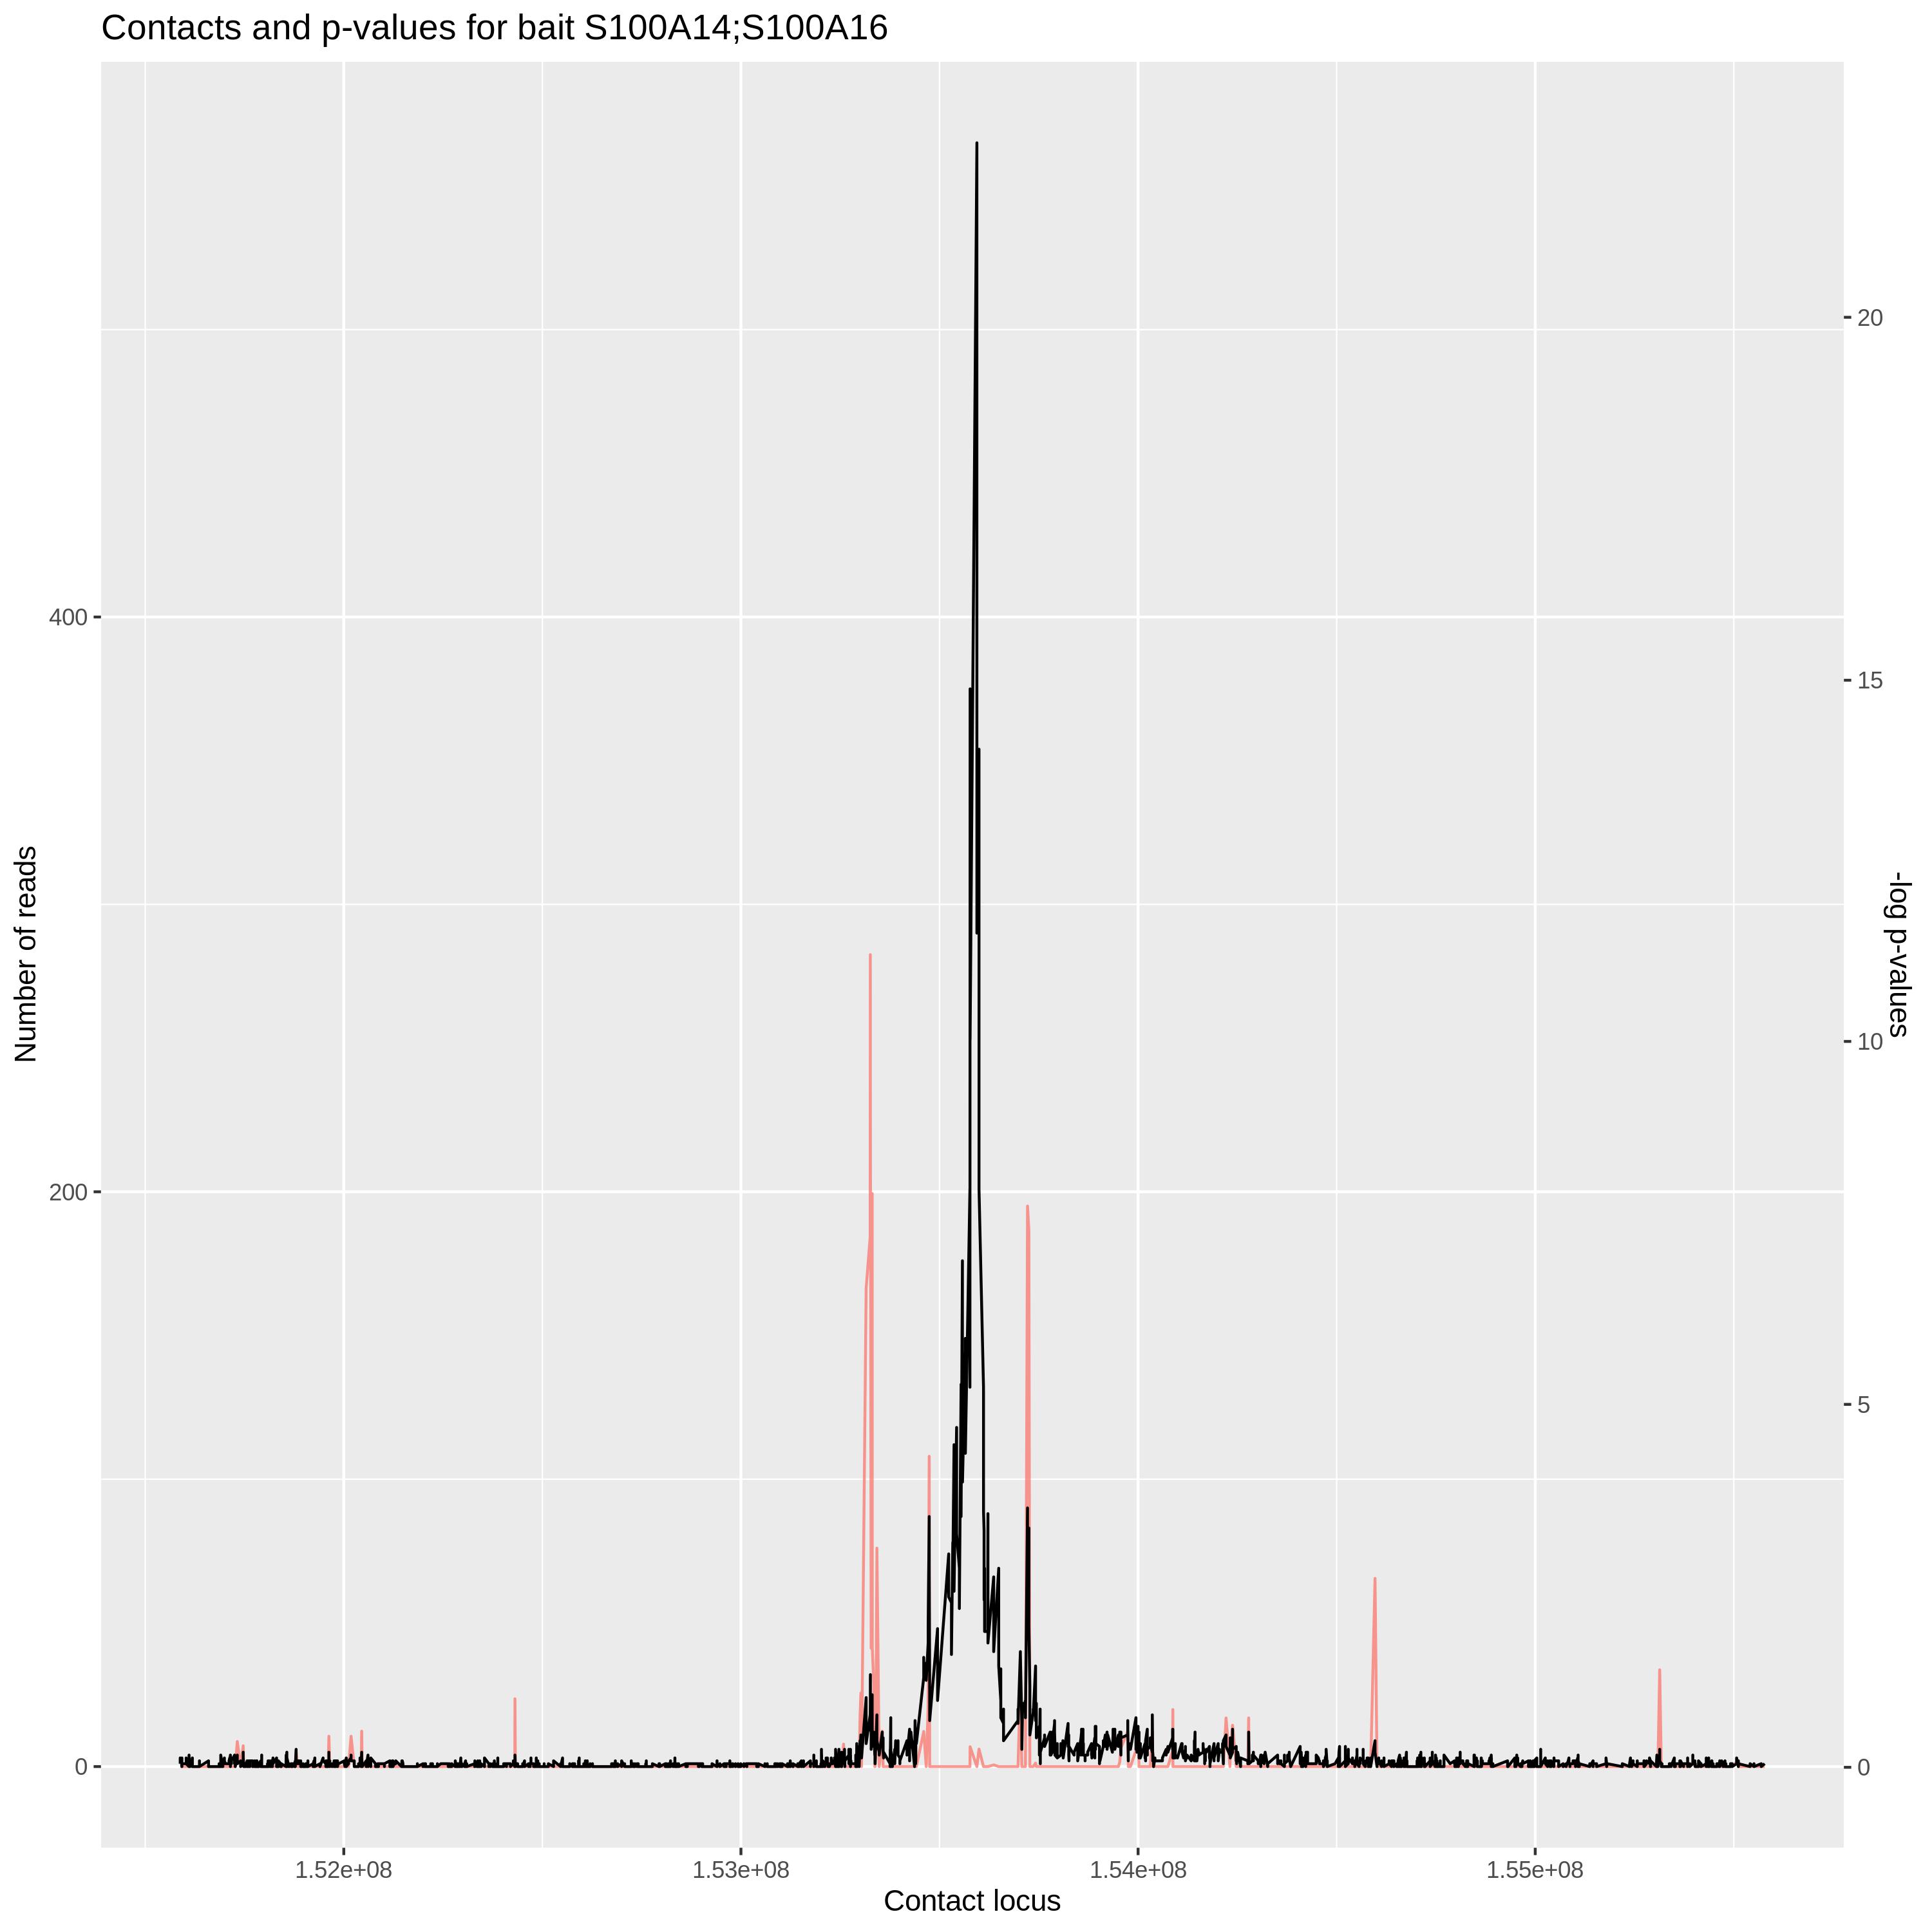 Contacts and p-values for bait S100A14;S100A16
Number of reads
400
200
0
20
15
10
5
0
-log p-values
1.52e+08
1.53e+08
1.54e+08
1.55e+08
Contact locus